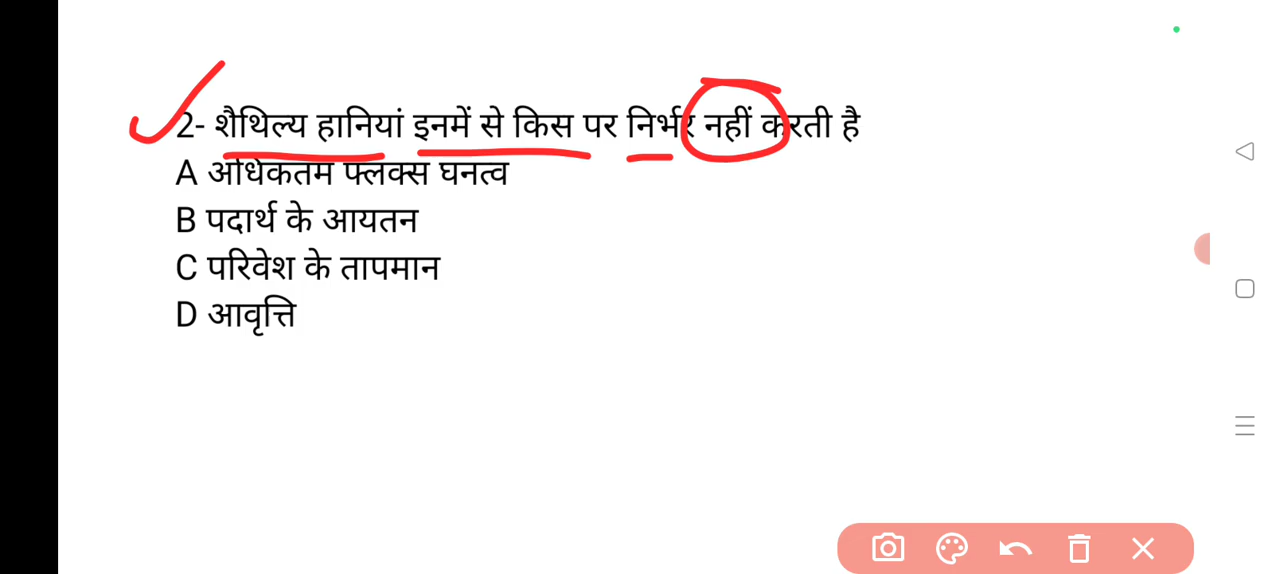 2- शैथिल्य हानियां इनमें से किस पर निर्भर नहीं करती है
A अधिकतम फ्लक्स घनत्व
B पदार्थ के आयतन
C परिवेश के तापमान
D आवृत्ति